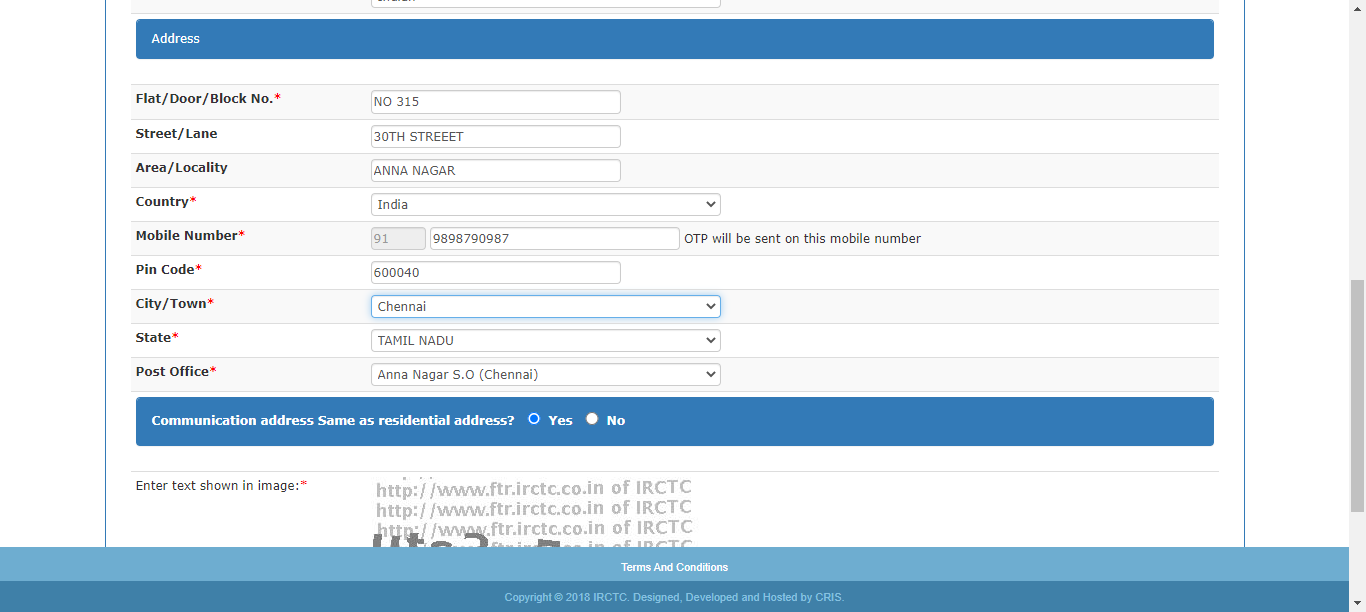 Address
Flat/Door/Block No.* NO 315
Street/Lane 30TH STREEET
Area/Locality ANNA NAGAR
Country* India
Mobile Number* 91 9898790987 OTP will be sent on this mobile number
Pin Code* 600040
City/Town* Chennai
State* TAMIL NADU
Post Office* Anna Nagar S.O (Chennai)
Communication address Same as residential address? Yes No
Enter text shown in image:* http://www.ftr.irctc.co.in of IRCTC
http://www.ftr.irctc.co.in of IRCTC
http://www.ftr.irctc.co.in of IRCTC
Terms And Conditions
Copyright © 2018 IRCTC. Designed, Developed and Hosted by CRIS.